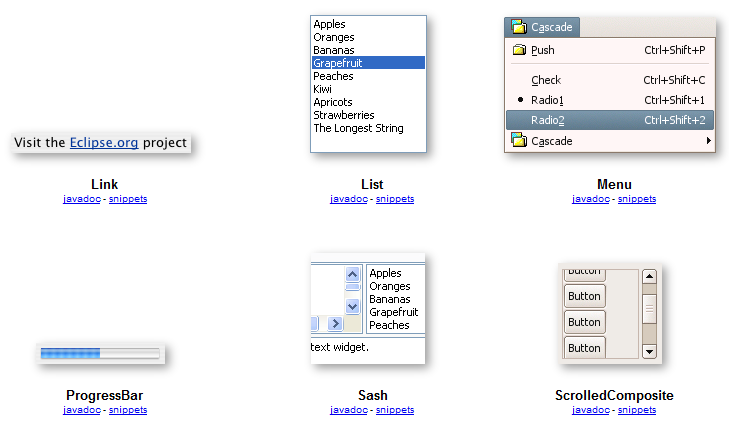 Visit the Eclipse.org project
Link
javadoc - snippets
Apples
Oranges
Bananas
Grapefruit
Peaches
Kiwi
Apricots
Strawberries
The Longest String
List
javadoc - snippets
Cascade
Push Ctrl+Shift+P
Check Ctrl+Shift+C
Radio1 Ctrl+Shift+1
Radio2 Ctrl+Shift+2
Cascade
Menu
javadoc - snippets
ProgressBar
javadoc - snippets
Apples
Oranges
Bananas
Grapefruit
Peaches
text widget.
Sash
javadoc - snippets
Button
Button
Button
Button
ScrolledComposite
javadoc - snippets